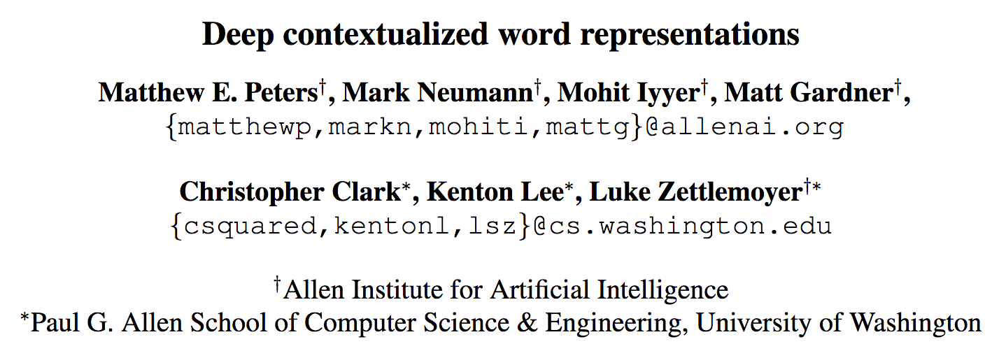 Deep contextualized word representations
Matthew E. Peters†, Mark Neumann†, Mohit Iyyer†, Matt Gardner†,
{matthewp,markn,mohiti,mattg}@allenai.org
Christopher Clark*, Kenton Lee*, Luke Zettlemoyer†*
{csquared,kentonl,lsz}@cs.washington.edu
†Allen Institute for Artificial Intelligence
*Paul G. Allen School of Computer Science & Engineering, University of Washington